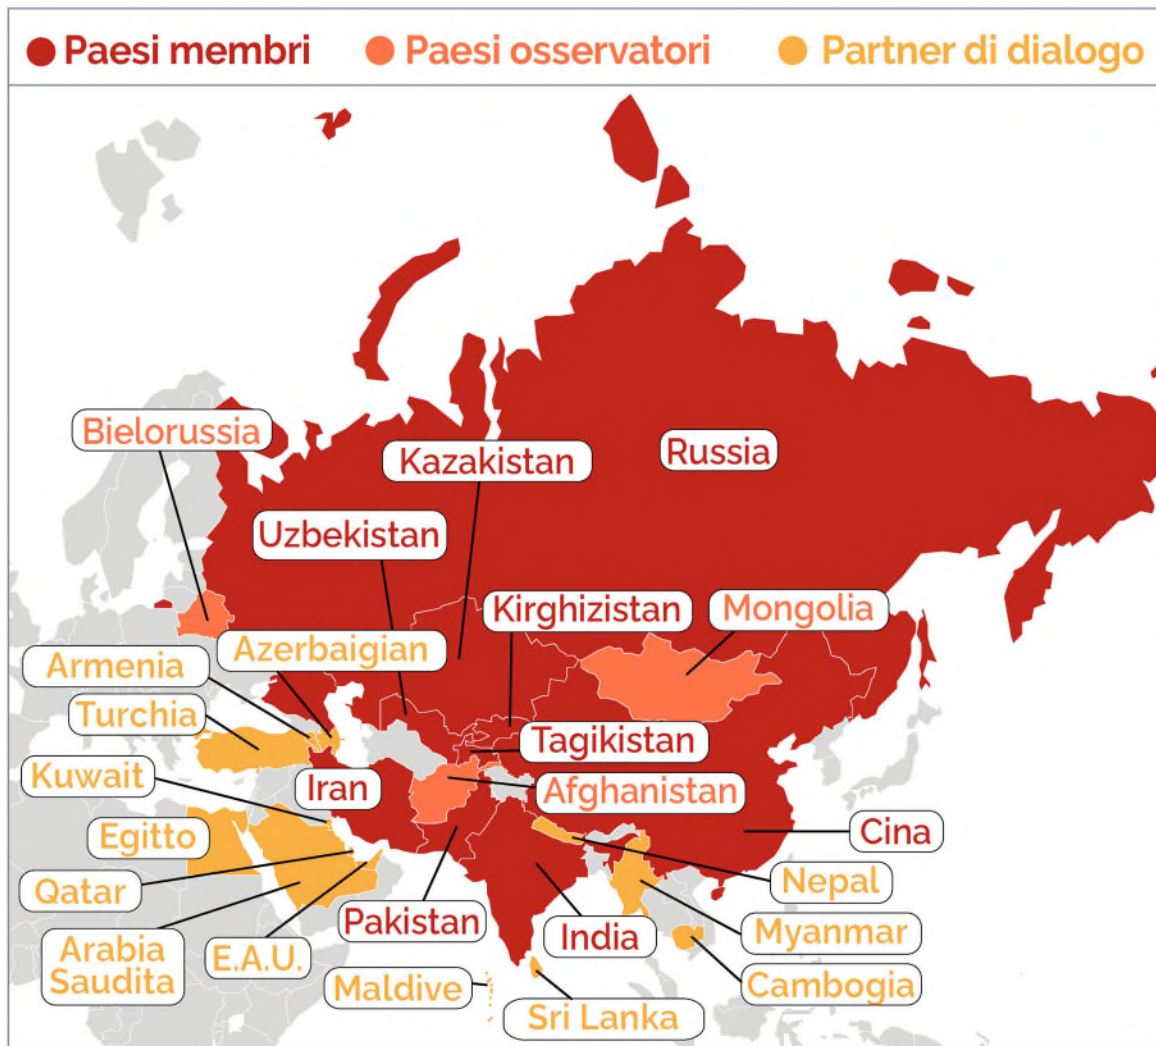 Paesi membri
Paesi osservatori
Partner di dialogo
Bielorussia
Kazakistan
Russia
Uzbekistan
Kirghizistan
Mongolia
Azerbaigian
Armenia
Turchia
Tagikistan
Kuwait
Iran
Afghanistan
Egitto
Cina
Qatar
Nepal
Pakistan
India
Myanmar
Arabia
Saudita
E.A.U.
Maldive
Cambogia
Sri Lanka